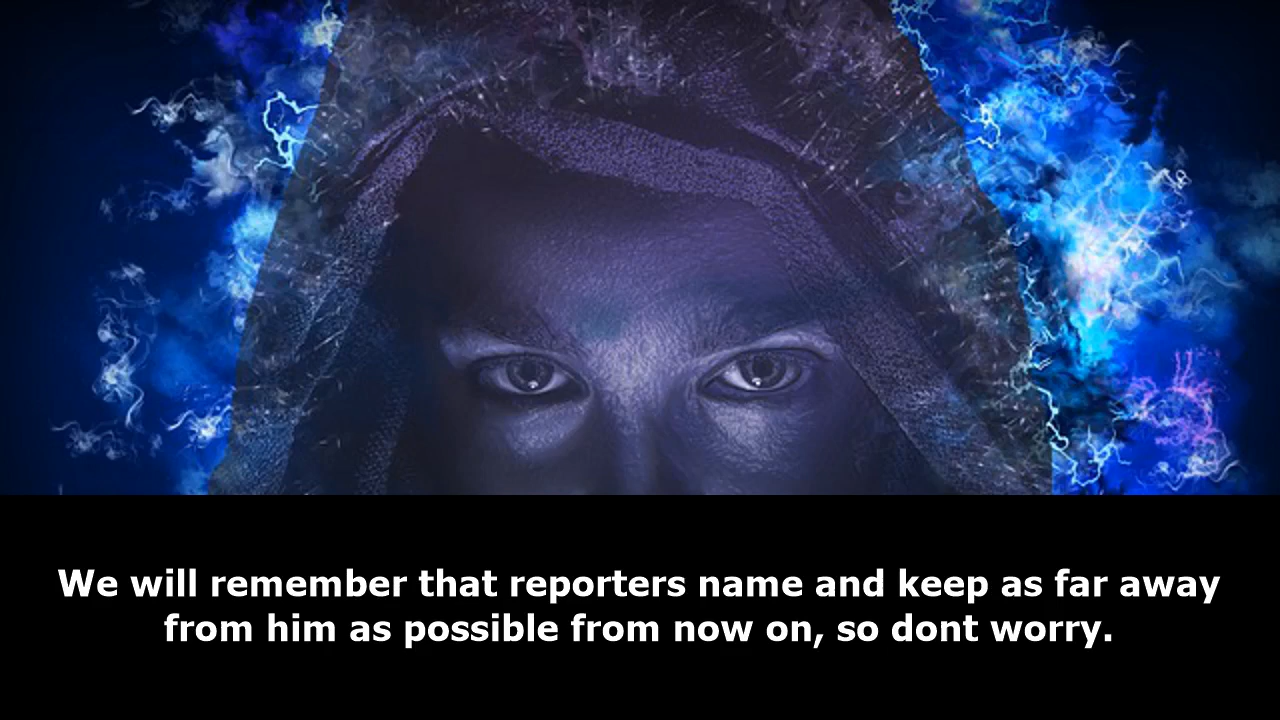 We will remember that reporters name and keep as far away
from him as possible from now on, so dont worry.